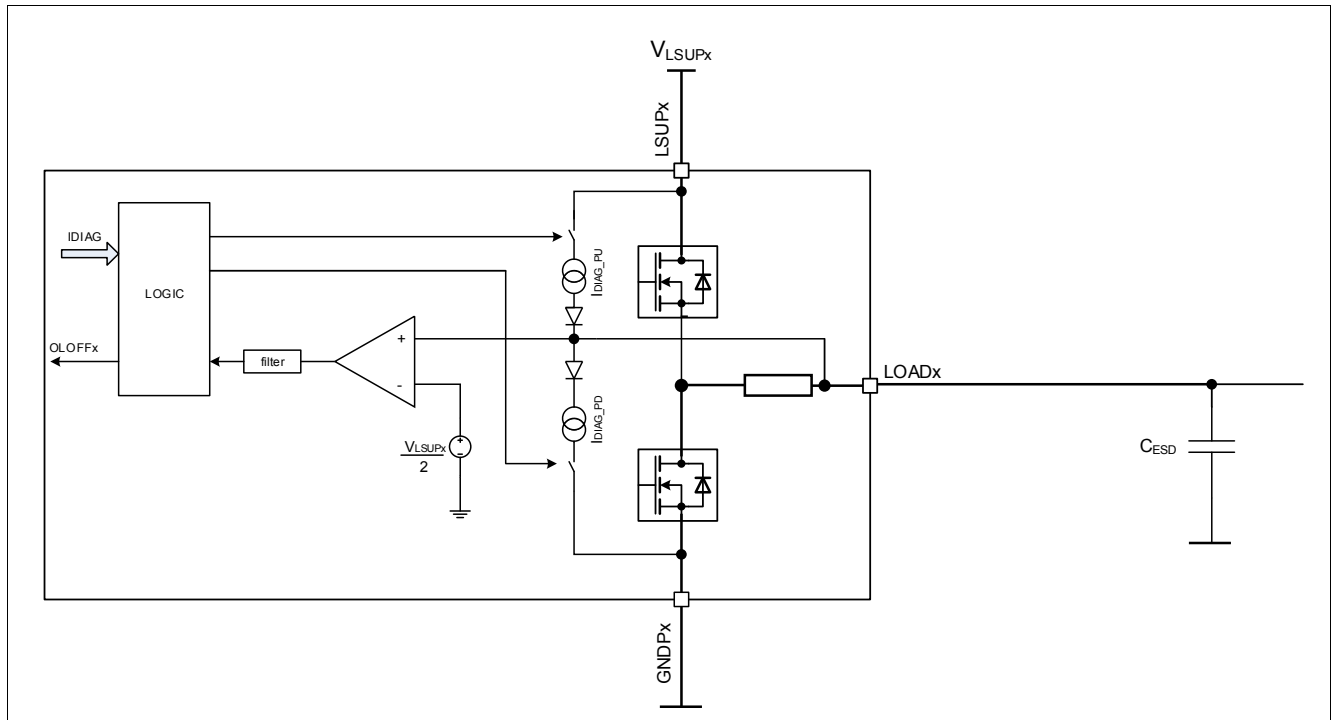 VLSUPx
LSUPx
IDIAG
LOGIC
IDIAG_PU
OLOFFx
filter
+
-
LOADx
IDIAG_PD
VLSUPx
2
+
-
CESD
GNDPx